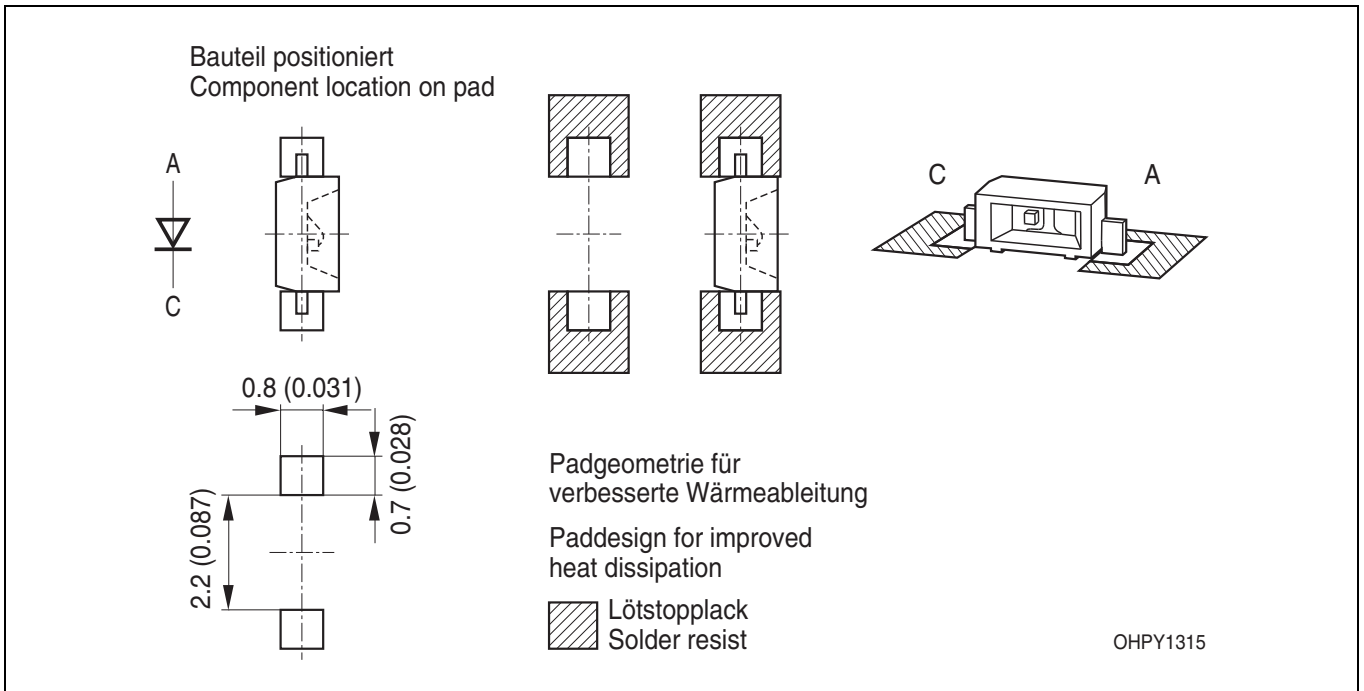 Bauteil positioniert
Component location on pad
A
C
C
A
0.8 (0.031)
0.7 (0.028)
2.2 (0.087)
Padgeometrie für
verbesserte Wärmeableitung
Paddesign for improved
heat dissipation
Lötstopplack
Solder resist
OHPY1315